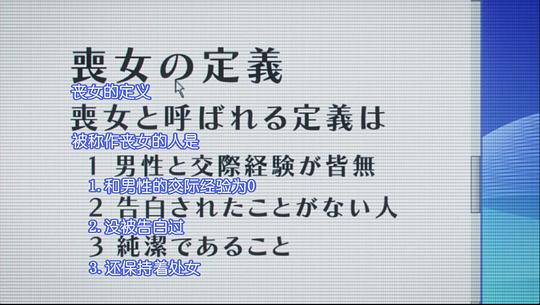 喪女の定義
丧女的定义
喪女と呼ばれる定義は
被称作丧女的人是
1 男性と交際経験が皆無
1. 和男性的交际经验为0
2 告白されたことがない人
2. 没被告白过
3 純潔であること
3. 还保持着处女